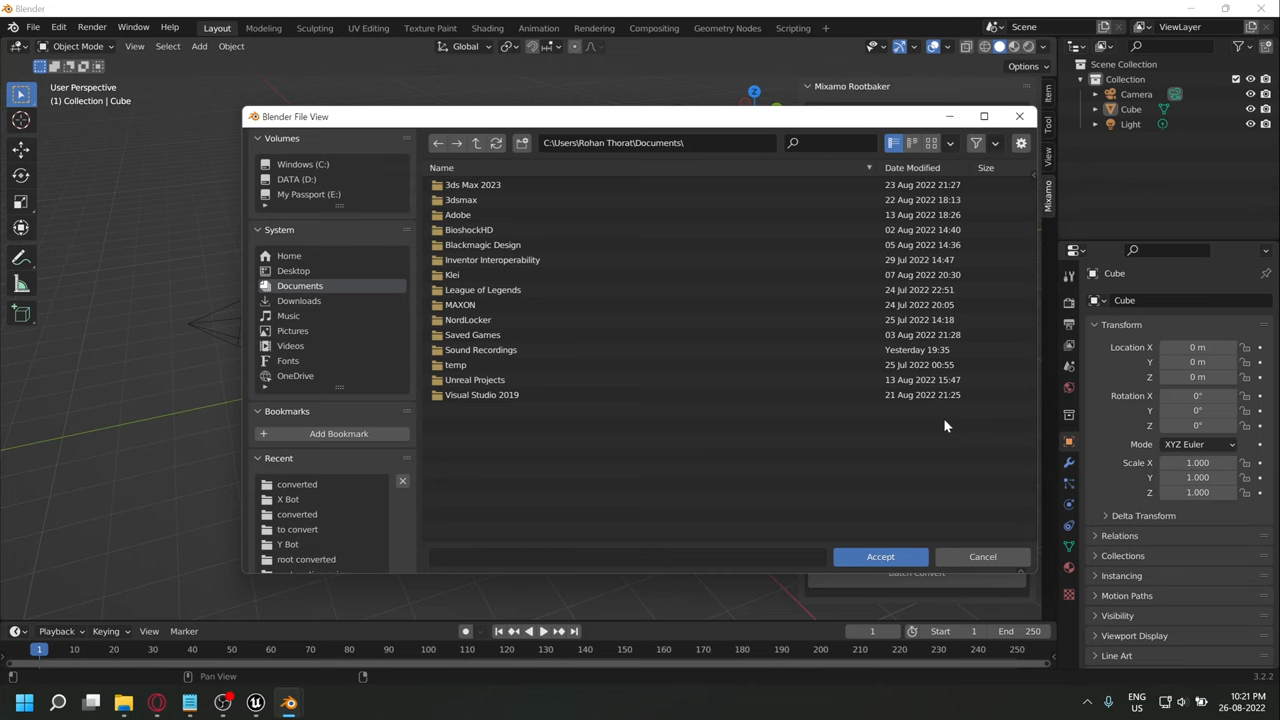 Blender
File Edit Render Window Help Layout Modeling Sculpting UV Editing Texture Paint Shading Animation Rendering Compositing Geometry Nodes Scripting + Scene ViewLayer
Object Mode View Select Add Object Global
Options
User Perspective
(1) Collection | Cube
Z
Mixamo Rootbaker
Item
Tool
View
Mixamo
Scene Collection
Collection
Camera
Cube
Light
Blender File View
Volumes
Windows (C:)
DATA (D:)
My Passport (E:)
System
Home
Desktop
Documents
Downloads
Music
Pictures
Videos
Fonts
OneDrive
Bookmarks
Add Bookmark
Recent
converted
X Bot
converted
to convert
Y Bot
root converted
C:\Users\Rohan Thorat\Documents\
Name Date Modified Size
3ds Max 2023 23 Aug 2022 21:27
3dsmax 22 Aug 2022 18:13
Adobe 13 Aug 2022 18:26
BioshockHD 02 Aug 2022 14:40
Blackmagic Design 05 Aug 2022 14:36
Inventor Interoperability 29 Jul 2022 14:47
Klei 07 Aug 2022 20:30
League of Legends 24 Jul 2022 22:51
MAXON 24 Jul 2022 20:05
NordLocker 25 Jul 2022 14:18
Saved Games 03 Aug 2022 21:28
Sound Recordings Yesterday 19:35
temp 25 Jul 2022 00:55
Unreal Projects 13 Aug 2022 15:47
Visual Studio 2019 21 Aug 2022 21:25
Accept Cancel
Batch Convert
Cube
Cube
Transform
Location X 0 m
Y 0 m
Z 0 m
Rotation X 0°
Y 0°
Z 0°
Mode XYZ Euler
Scale X 1.000
Y 1.000
Z 1.000
Delta Transform
Relations
Collections
Instancing
Motion Paths
Visibility
Viewport Display
Line Art
Playback Keying View Marker 1 Start 1 End 250
1 10 20 30 40 50 60 70 80 90 100 110 120 130 140 150 160 170 180 190 200 210 220 230 240 250
Pan View 3.2.2
ENG
US
10:21 PM
26-08-2022